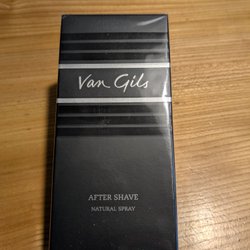 Van Gils
AFTER SHAVE
NATURAL SPRAY